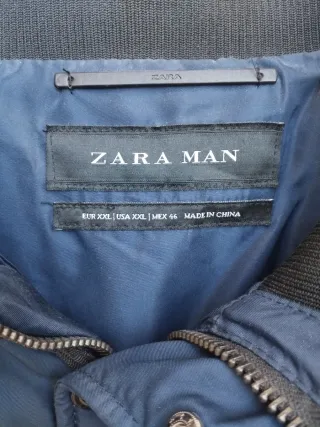 ZARA
ZARA MAN
EUR XXL | USA XXL | MEX 46 MADE IN CHINA